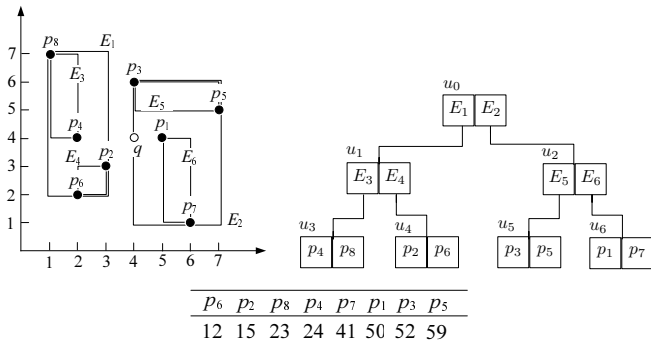 p8 E1
7
p3
6
E3
E5 p5
5
p4 p1
4
q
E4 p2 E6
3
p6
2
p7
1
E2
1 2 3 4 5 6 7
u0
E1 E2
u1 u2
E3 E4 E5 E6
u3 u4 u5 u6
p4 p8 p2 p6 p3 p5 p1 p7
p6 p2 p8 p4 p7 p1 p3 p5
12 15 23 24 41 50 52 59